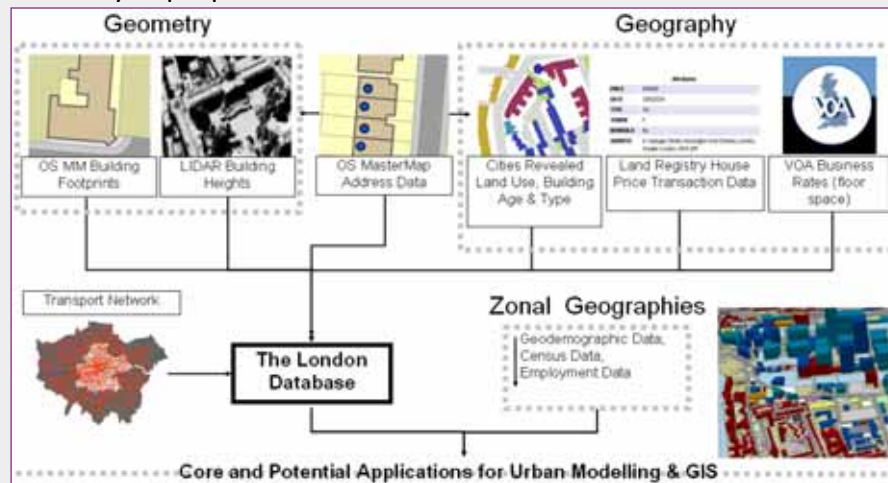 Geometry
Geography
VOA
OS MM Building
Footprints
LIDAR Building
Heights
OS MasterMap
Address Data
Cities Revealed
Land Use, Building
Age & Type
Land Registry House
Price Transaction Data
VOA Business
Rates (floor
space)
Transport Network
The London
Database
Zonal Geographies
Geodemographic Data,
Census Data,
Employment Data
Core and Potential Applications for Urban Modelling & GIS